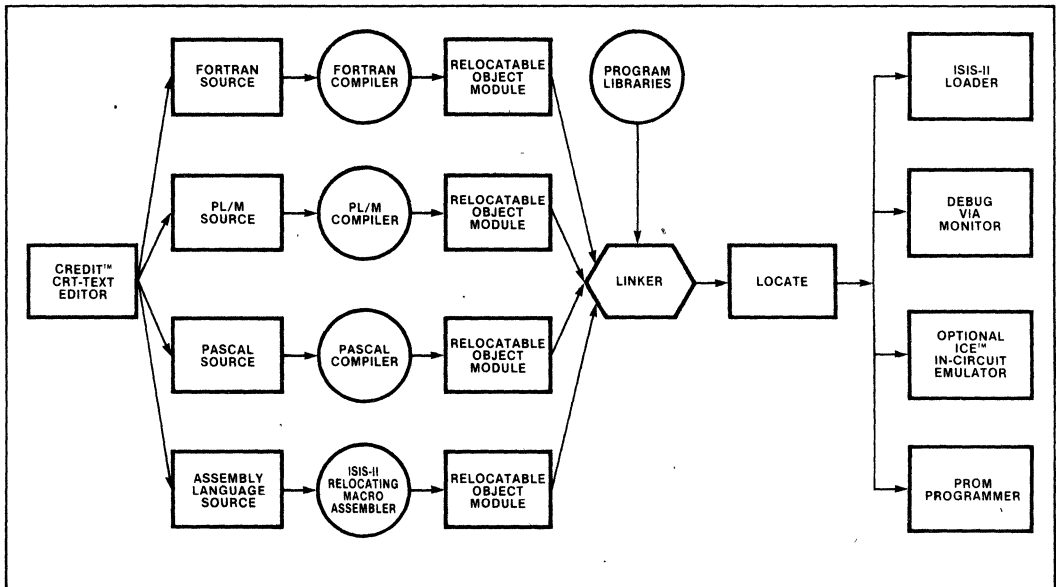 FORTRAN
SOURCE
FORTRAN
COMPILER
RELOCATABLE
OBJECT
MODULE
PROGRAM
LIBRARIES
ISIS-II
LOADER
PL/M
SOURCE
PL/M
COMPILER
RELOCATABLE
OBJECT
MODULE
DEBUG
VIA
MONITOR
CREDIT™
CRT-TEXT
EDITOR
LINKER
LOCATE
PASCAL
SOURCE
PASCAL
COMPILER
RELOCATABLE
OBJECT
MODULE
OPTIONAL
ICE™
IN-CIRCUIT
EMULATOR
ASSEMBLY
LANGUAGE
SOURCE
ISIS-II
RELOCATING
MACRO
ASSEMBLER
RELOCATABLE
OBJECT
MODULE
PROM
PROGRAMMER